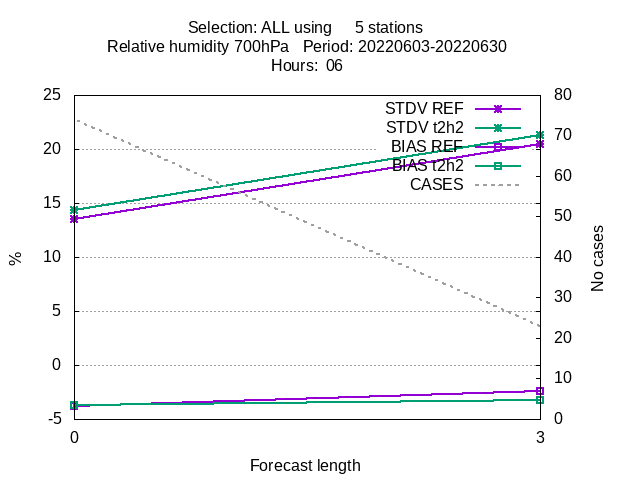 Selection: ALL using     5 stations
Relative humidity 700hPa   Period: 20220603-20220630
Hours:  06
25
20
15
10
5
0
-5
80
70
60
50
40
30
20
10
0
STDV REF
STDV t2h2
BIAS REF
BIAS t2h2
CASES
%
No cases
0
3
Forecast length